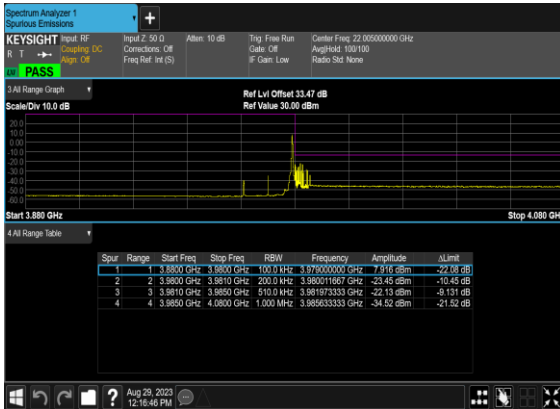 Spectrum Analyzer 1
Spurious Emissions
+
KEYSIGHT Input: RF Input Z: 50 Ω Atten: 10 dB Trig: Free Run Center Freq: 22.005000000 GHz
R T Coupling: DC Corrections: Off Gate: Off Avg|Hold: 100/100
Align: Off Freq Ref: Int (S) IF Gain: Low Radio Std: None
PASS
3 All Range Graph
Ref Lvl Offset 33.47 dB
Scale/Div 10.0 dB Ref Value 30.00 dBm
20.0
10.0
0.00
-10.0
-20.0
-30.0
-40.0
-50.0
-60.0
Start 3.880 GHz Stop 4.080 GH
4 All Range Table
Spur Range Start Freq Stop Freq RBW Frequency Amplitude ΔLimit
1 1 3.8800 GHz 3.9800 GHz 100.0 kHz 3.979000000 GHz 7.916 dBm -22.08 dB
2 2 3.9800 GHz 3.9810 GHz 200.0 kHz 3.980011667 GHz -23.45 dBm -10.45 dB
3 3 3.9810 GHz 3.9850 GHz 510.0 kHz 3.981973333 GHz -22.13 dBm -9.131 dB
4 4 3.9850 GHz 4.0800 GHz 1.000 MHz 3.985633333 GHz -34.52 dBm -21.52 dB
? Aug 29, 2023
12:16:46 PM